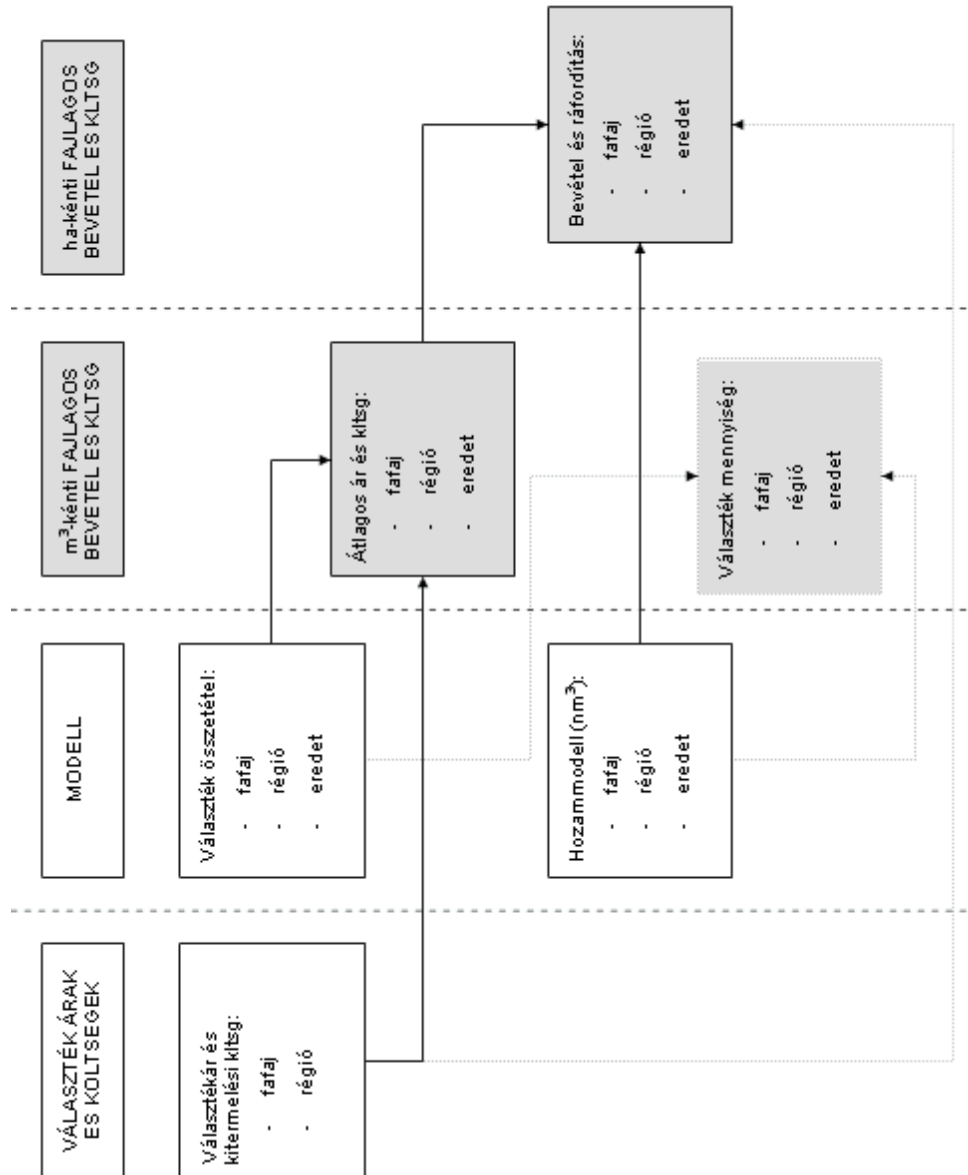 VÁLASZTÉK ÁRAK
ES KOLTSEGEK
MODELL
m³-kénti FAJLAGOS
BEVETEL ES KLTSG
ha-kénti FAJLAGOS
BEVETEL ES KLTSG
Választékár és
kitermelési kltsg:
- fafaj
- régió
Választék összetétel:
- fafaj
- régió
- eredet
Átlagos ár és kltsg:
- fafaj
- régió
- eredet
Hozammodell (nm³):
- fafaj
- régió
- eredet
Bevétel és ráfordítás:
- fafaj
- régió
- eredet
Választék mennyiség:
- fafaj
- régió
- eredet